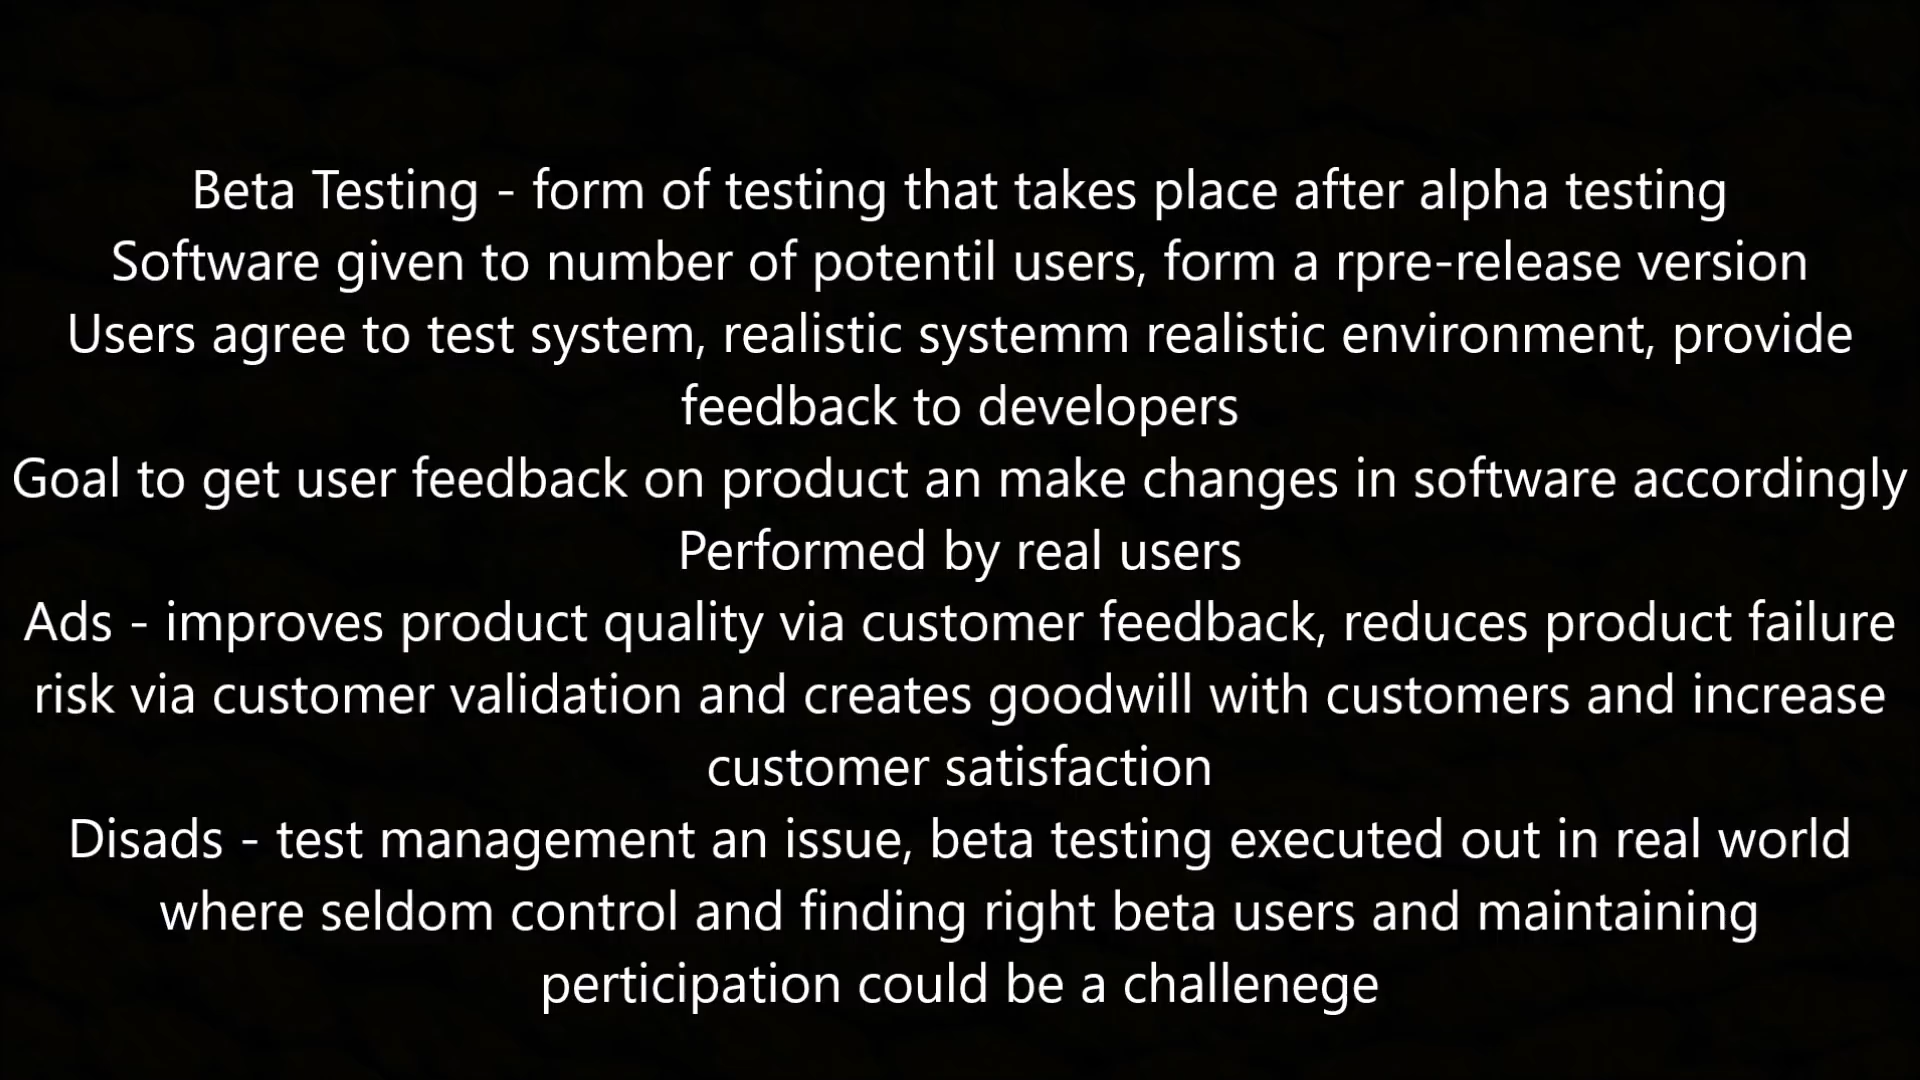 Beta Testing - form of testing that takes place after alpha testing
Software given to number of potentil users, form a rpre-release version
Users agree to test system, realistic systemm realistic environment, provide
feedback to developers
Goal to get user feedback on product an make changes in software accordingly
Performed by real users
Ads - improves product quality via customer feedback, reduces product failure
risk via customer validation and creates goodwill with customers and increase
customer satisfaction
Disads - test management an issue, beta testing executed out in real world
where seldom control and finding right beta users and maintaining
perticipation could be a challenege